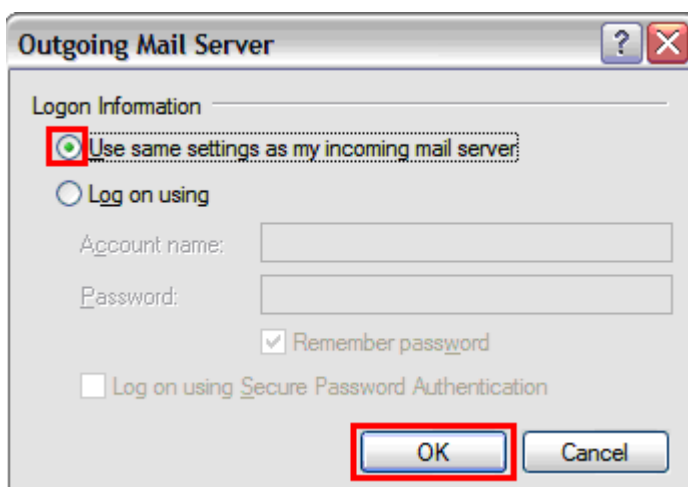 Outgoing Mail Server
?
Logon Information
Use same settings as my incoming mail server
Log on using
Account name:
Password:
Remember password
Log on using Secure Password Authentication
OK Cancel